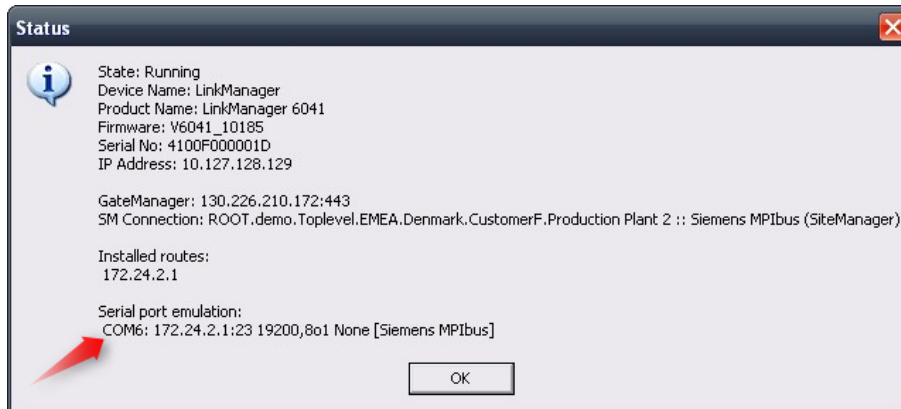 Status
State: Running
Device Name: LinkManager
Product Name: LinkManager 6041
Firmware: V6041_10185
Serial No: 4100F000001D
IP Address: 10.127.128.129
GateManager: 130.226.210.172:443
SM Connection: ROOT.demo.Toplevel.EMEA.Denmark.CustomerF.Production Plant 2 :: Siemens MPIbus (SiteManager)
Installed routes:
172.24.2.1
Serial port emulation:
COM6: 172.24.2.1:23 19200,8o1 None [Siemens MPIbus]
OK